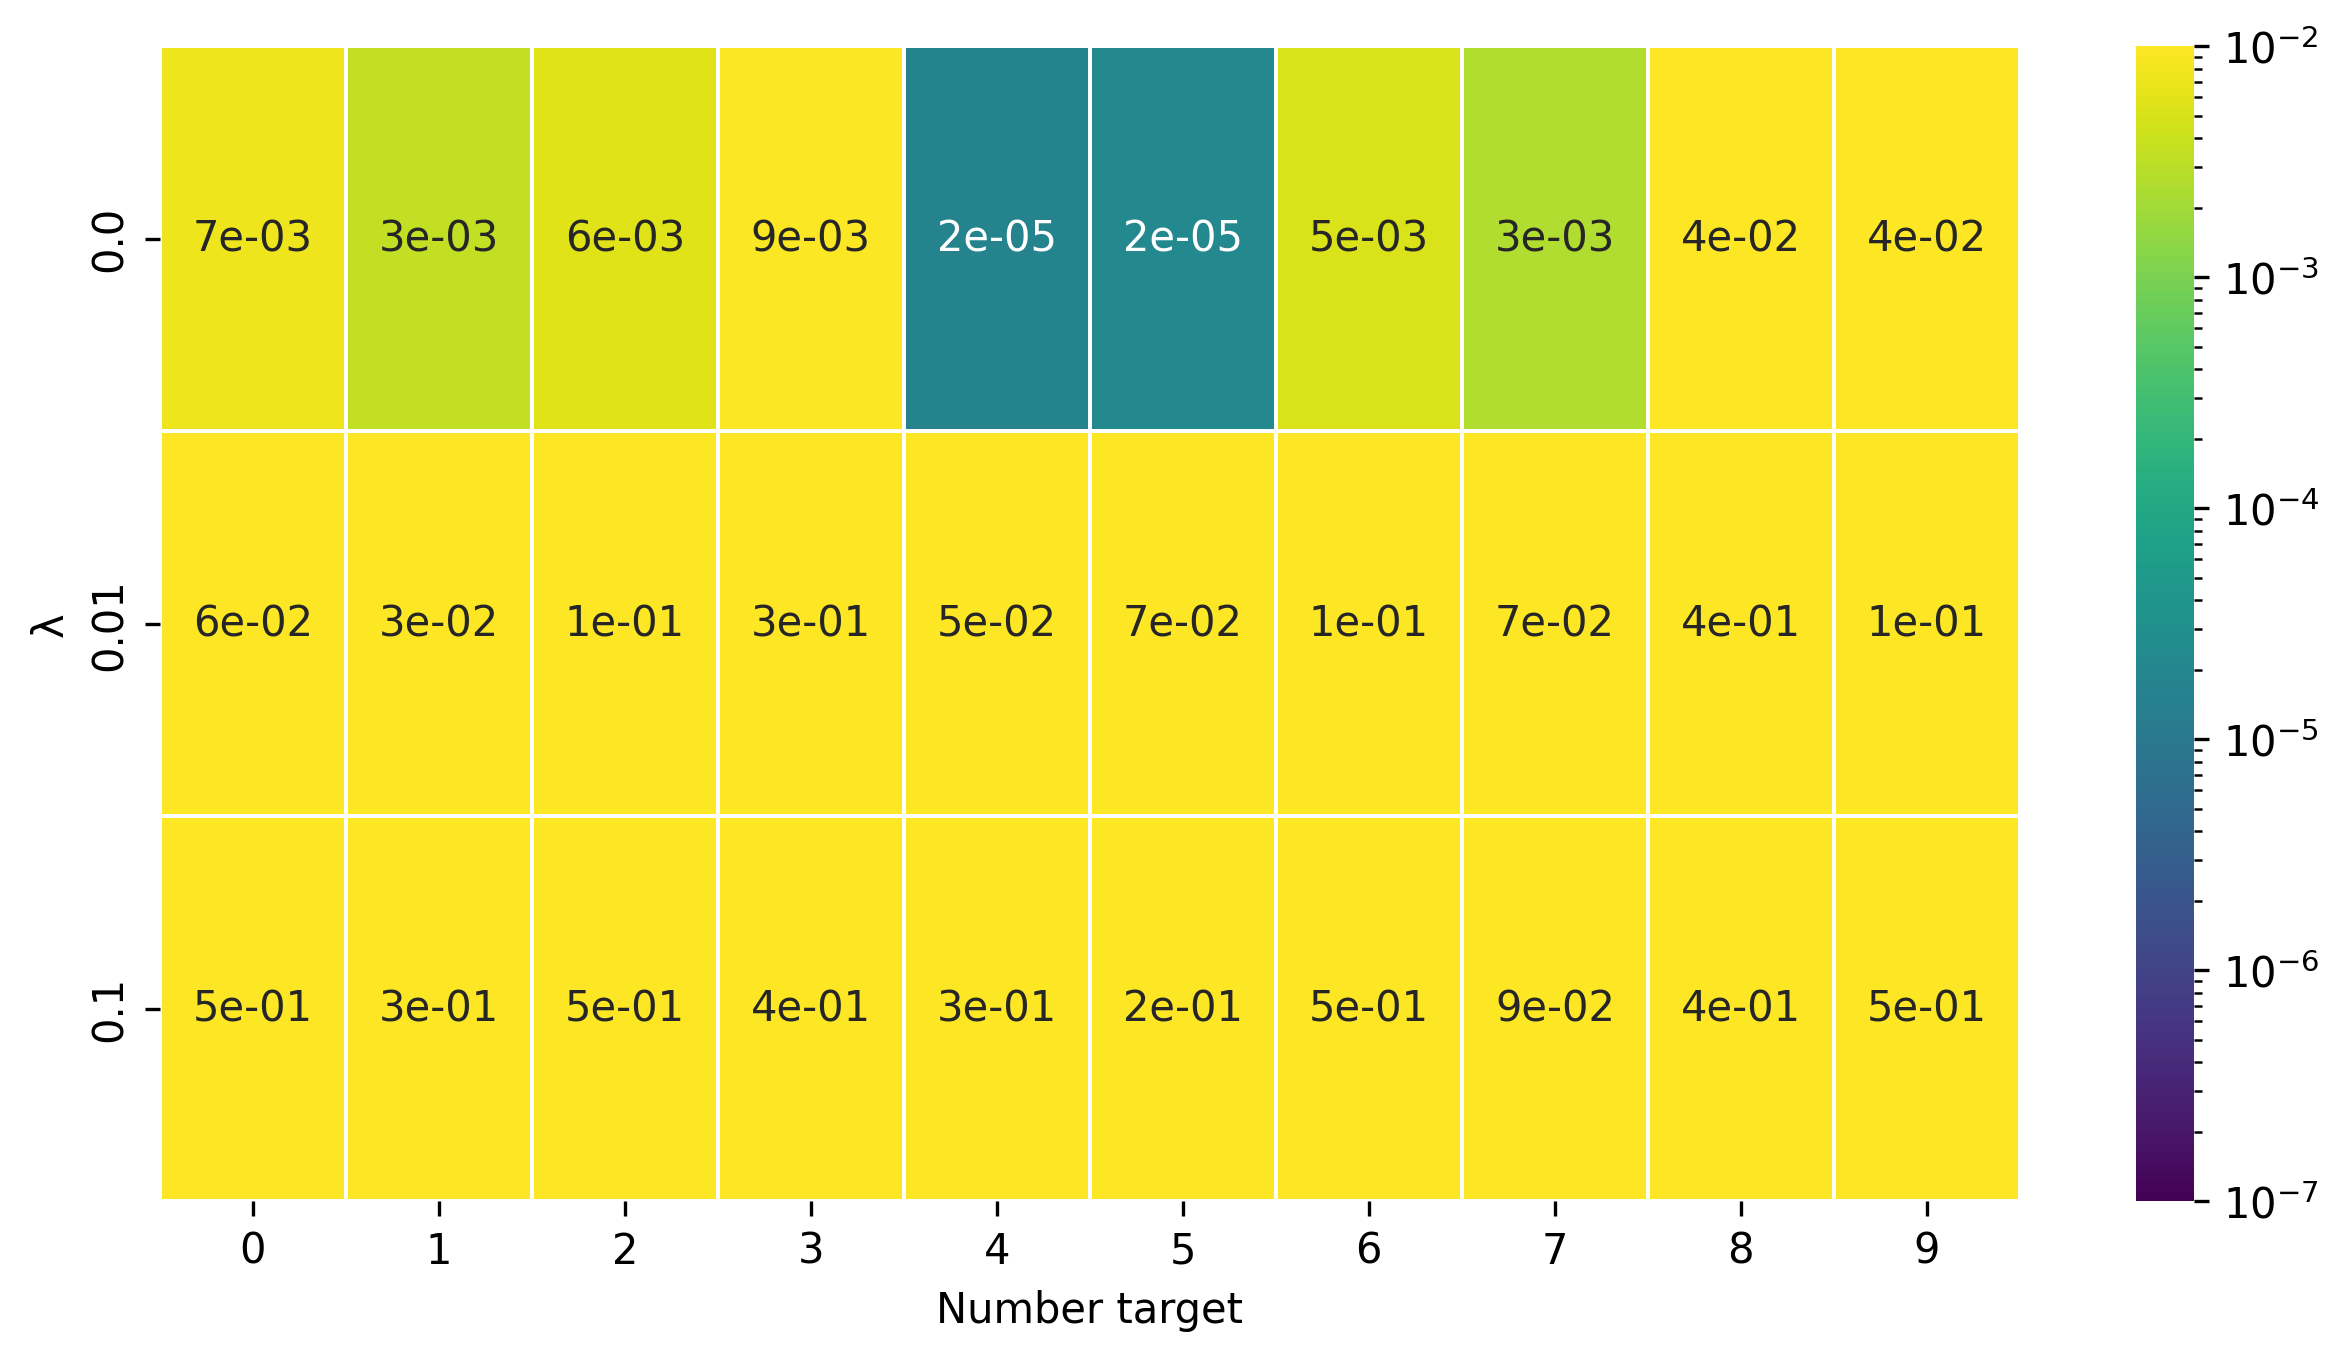 0.0 7e-03 3e-03 6e-03 9e-03 2e-05 2e-05 5e-03 3e-03 4e-02 4e-02
λ
0.01 6e-02 3e-02 1e-01 3e-01 5e-02 7e-02 1e-01 7e-02 4e-01 1e-01
0.1 5e-01 3e-01 5e-01 4e-01 3e-01 2e-01 5e-01 9e-02 4e-01 5e-01
0 1 2 3 4 5 6 7 8 9
Number target
10⁻²
10⁻³
10⁻⁴
10⁻⁵
10⁻⁶
10⁻⁷